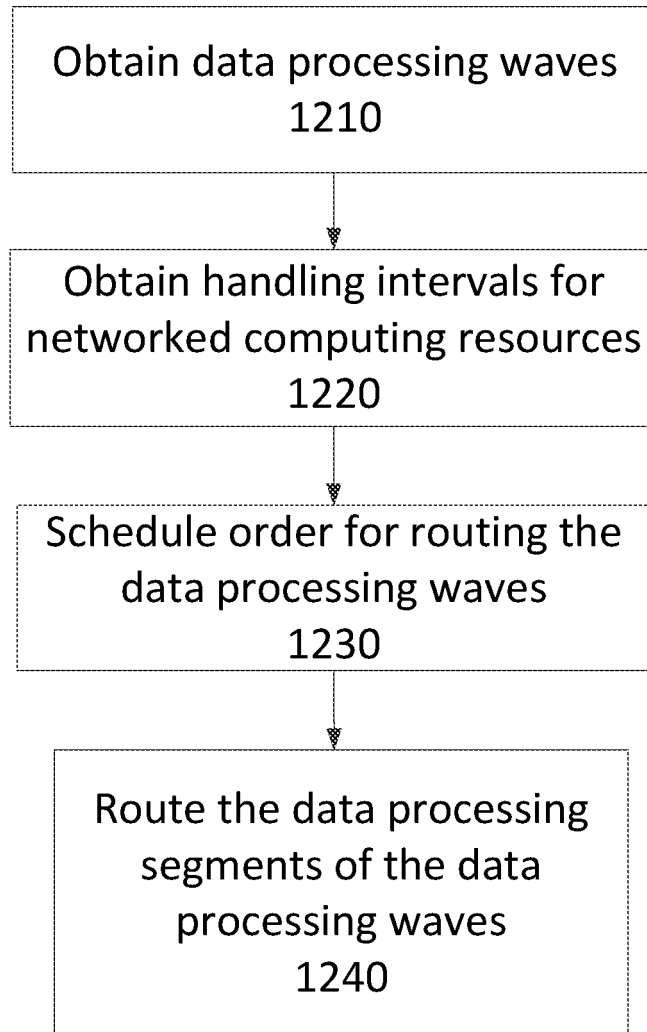 Obtain data processing waves
1210
Obtain handling intervals for
networked computing resources
1220
Schedule order for routing the
data processing waves
1230
Route the data processing
segments of the data
processing waves
1240